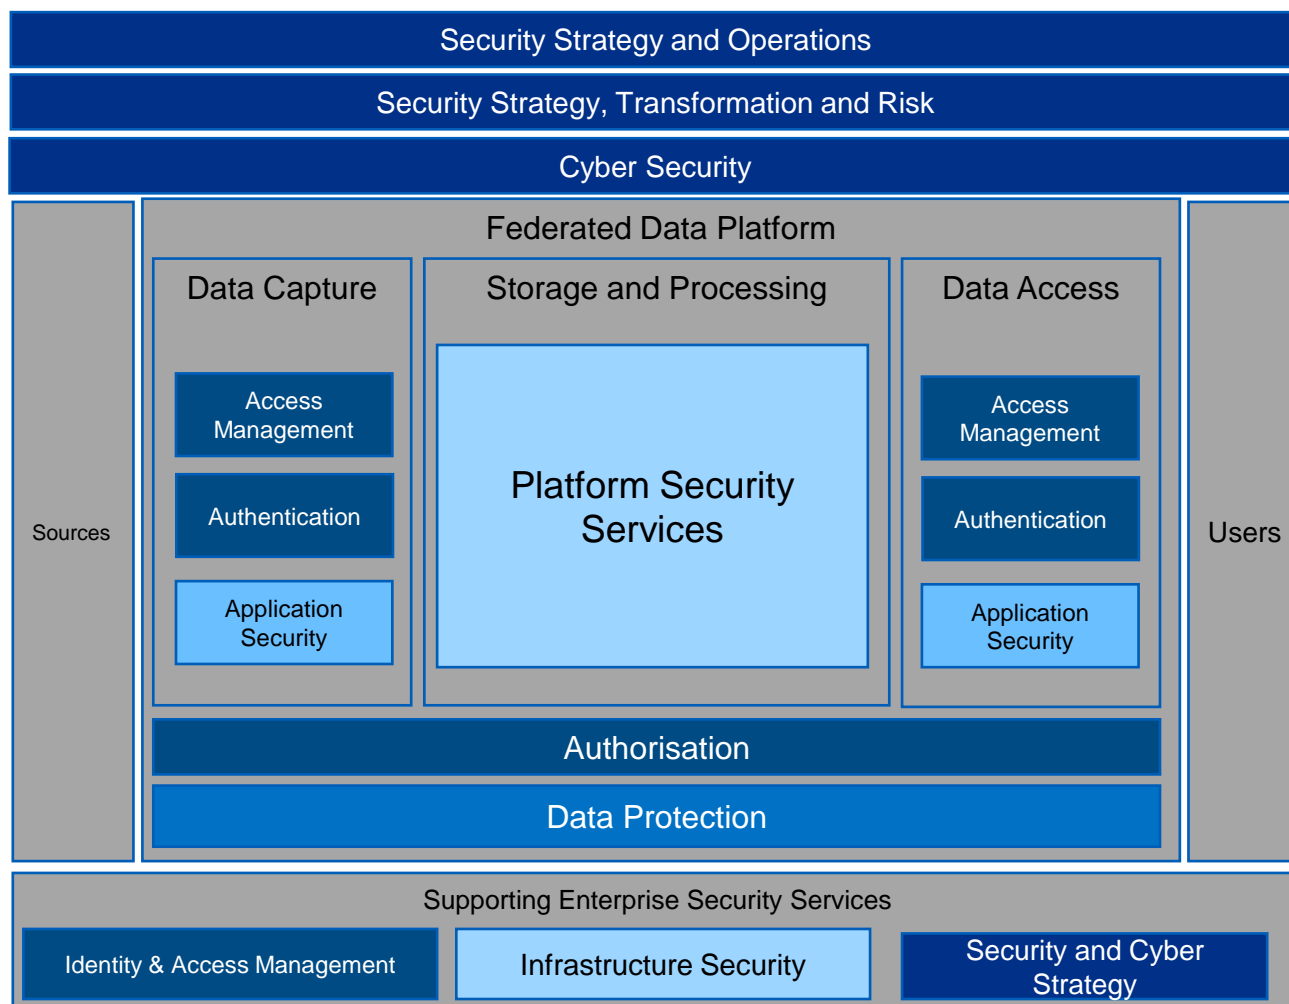 Security Strategy and Operations
Security Strategy, Transformation and Risk
Cyber Security
Sources
Federated Data Platform
Data Capture
Access
Management
Authentication
Application
Security
Storage and Processing
Platform Security
Services
Data Access
Access
Management
Authentication
Application
Security
Authorisation
Data Protection
Users
Supporting Enterprise Security Services
Identity & Access Management
Infrastructure Security
Security and Cyber
Strategy